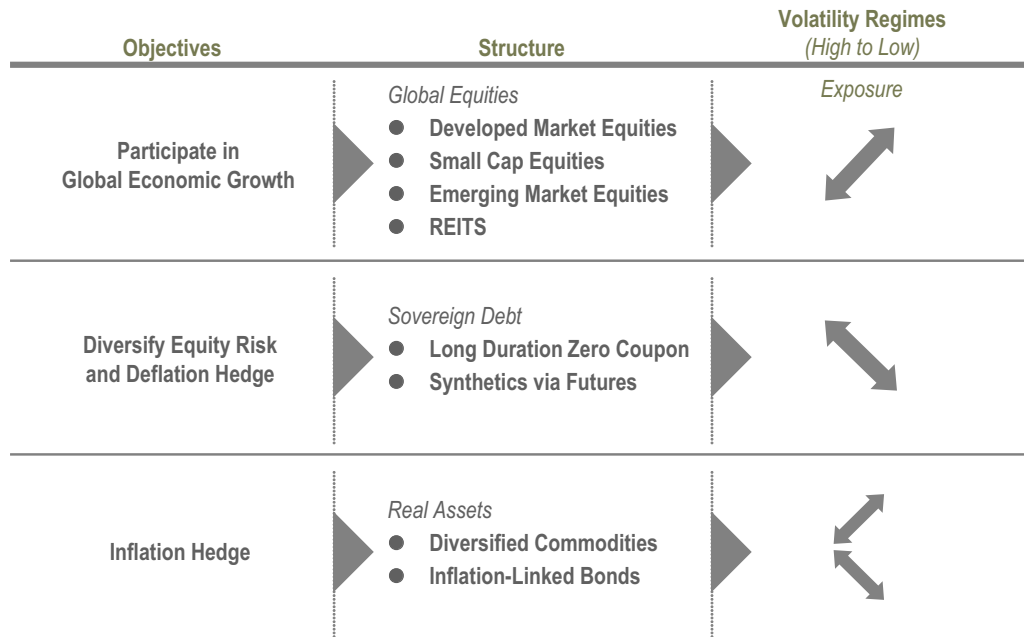 Objectives
Structure
Volatility Regimes
(High to Low)
Participate in
Global Economic Growth
Global Equities
● Developed Market Equities
● Small Cap Equities
● Emerging Market Equities
● REITS
Exposure
Diversify Equity Risk
and Deflation Hedge
Sovereign Debt
● Long Duration Zero Coupon
● Synthetics via Futures
Inflation Hedge
Real Assets
● Diversified Commodities
● Inflation-Linked Bonds